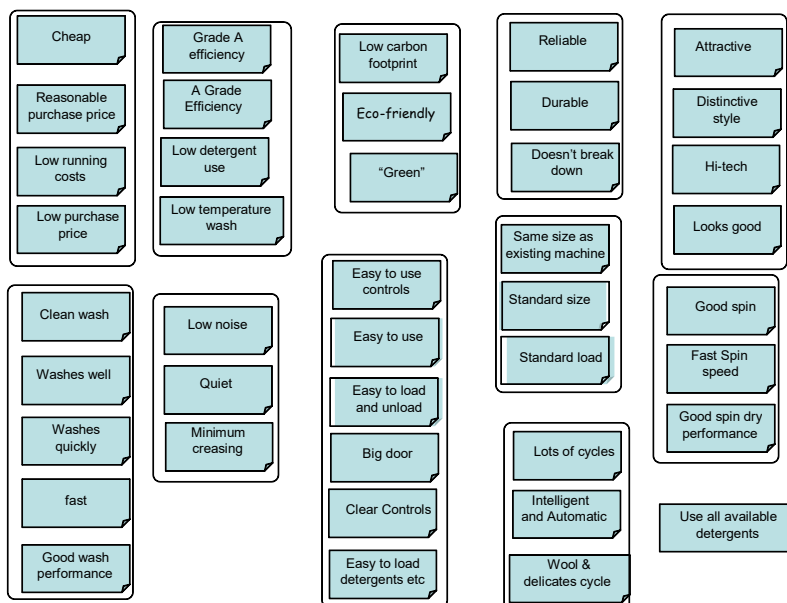 Cheap
Reasonable
purchase price
Low running
costs
Low purchase
price
Grade A
efficiency
A Grade
Efficiency
Low detergent
use
Low temperature
wash
Low carbon
footprint
Eco-friendly
“Green”
Reliable
Durable
Doesn’t break
down
Attractive
Distinctive
style
Hi-tech
Looks good
Clean wash
Washes well
Washes
quickly
fast
Good wash
performance
Low noise
Quiet
Minimum
creasing
Easy to use
controls
Easy to use
Easy to load
and unload
Big door
Clear Controls
Easy to load
detergents etc
Same size as
existing machine
Standard size
Standard load
Good spin
Fast Spin
speed
Good spin dry
performance
Lots of cycles
Intelligent
and Automatic
Wool &
delicates cycle
Use all available
detergents